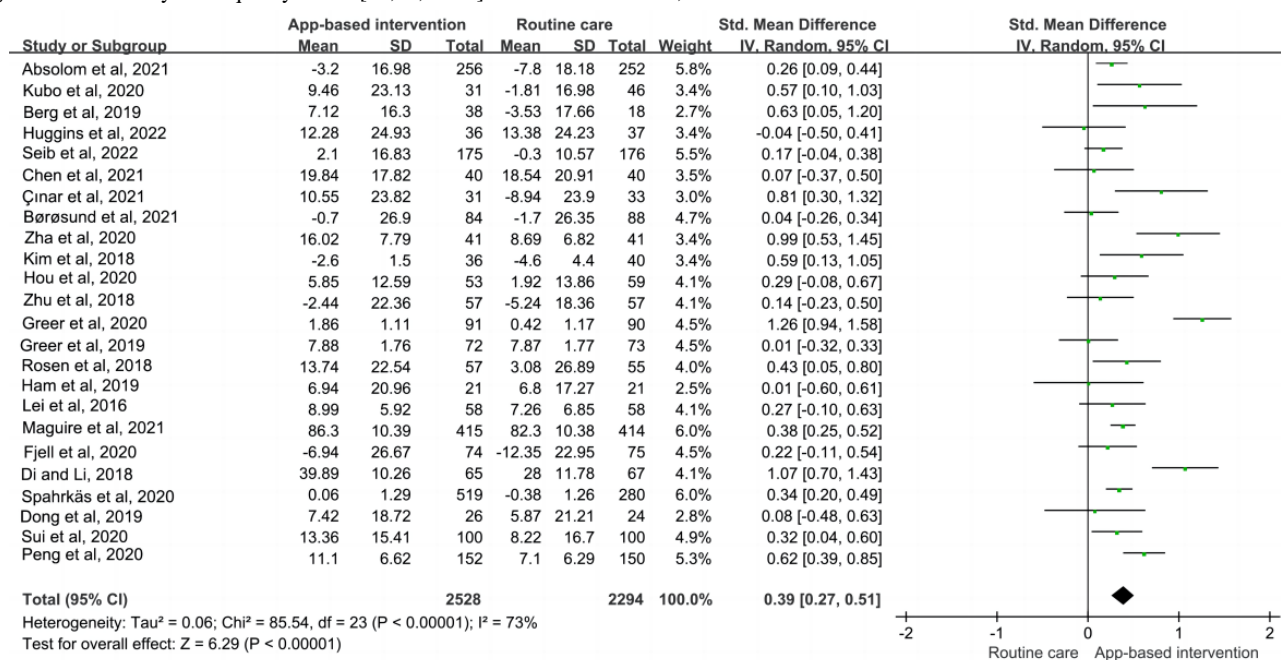 App-based intervention Routine care Std. Mean Difference Std. Mean Difference
Study or Subgroup Mean SD Total Mean SD Total Weight IV, Random, 95% CI IV, Random, 95% CI
Absolom et al, 2021 -3.2 16.98 256 -7.8 18.18 252 5.8% 0.26 [0.09, 0.44]
Kubo et al, 2020 9.46 23.13 31 -1.81 16.98 46 3.4% 0.57 [0.10, 1.03]
Berg et al, 2019 7.12 16.3 38 -3.53 17.66 18 2.7% 0.63 [0.05, 1.20]
Huggins et al, 2022 12.28 24.93 36 13.38 24.23 37 3.4% -0.04 [-0.50, 0.41]
Seib et al, 2022 2.1 16.83 175 -0.3 10.57 176 5.5% 0.17 [-0.04, 0.38]
Chen et al, 2021 19.84 17.82 40 18.54 20.91 40 3.6% 0.07 [-0.37, 0.50]
Çınar et al, 2021 10.55 23.82 31 -8.94 23.9 33 3.0% 0.81 [0.30, 1.32]
Børøsund et al, 2021 -0.7 26.9 84 -1.7 26.35 88 4.7% 0.04 [-0.26, 0.34]
Zha et al, 2020 16.02 7.79 41 8.69 6.82 41 3.4% 0.99 [0.53, 1.45]
Kim et al, 2018 -2.6 1.5 36 -4.6 4.4 40 3.4% 0.59 [0.13, 1.05]
Hou et al, 2020 5.85 12.59 53 1.92 13.86 59 4.1% 0.29 [-0.08, 0.67]
Zhu et al, 2018 -2.44 22.36 57 -5.24 18.36 57 4.1% 0.14 [-0.23, 0.50]
Greer et al, 2020 1.86 1.11 91 0.42 1.17 90 4.5% 1.26 [0.94, 1.58]
Greer et al, 2019 7.88 1.76 72 7.87 1.77 73 4.5% 0.01 [-0.32, 0.33]
Rosen et al, 2018 13.74 22.54 57 3.08 26.89 55 4.0% 0.43 [0.05, 0.80]
Ham et al, 2019 6.94 20.96 21 6.8 17.27 21 2.5% 0.01 [-0.60, 0.61]
Lei et al, 2016 8.99 5.92 58 7.26 6.85 58 4.1% 0.27 [-0.10, 0.63]
Maguire et al, 2021 86.3 10.39 415 82.3 10.38 414 6.0% 0.38 [0.25, 0.52]
Fjell et al, 2020 -6.94 26.67 74 -12.35 22.95 75 4.5% 0.22 [-0.11, 0.54]
Di and Li, 2018 39.89 10.26 65 28 11.78 67 4.1% 1.07 [0.70, 1.43]
Spahrkäs et al, 2020 0.06 1.29 519 -0.38 1.26 280 6.0% 0.34 [0.20, 0.49]
Dong et al, 2019 7.42 18.72 26 5.87 21.21 24 2.8% 0.08 [-0.48, 0.63]
Sui et al, 2020 13.36 15.41 100 8.22 16.7 100 4.9% 0.32 [0.04, 0.60]
Peng et al, 2020 11.1 6.62 152 7.1 6.29 150 5.3% 0.62 [0.39, 0.85]
Total (95% CI) 2528 2294 100.0% 0.39 [0.27, 0.51]
Heterogeneity: Tau² = 0.06; Chi² = 85.54, df = 23 (P < 0.00001); I² = 73%
Test for overall effect: Z = 6.29 (P < 0.00001)
-2 -1 0 1 2
Routine care App-based intervention